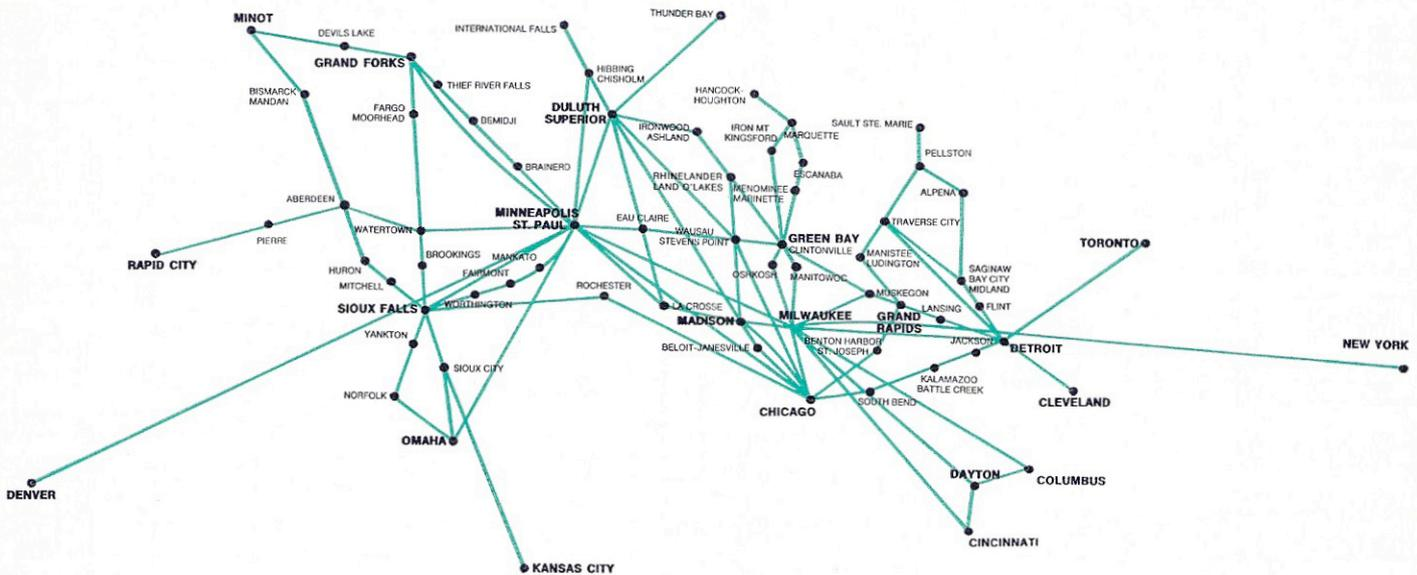 MINOT
DEVILS LAKE
GRAND FORKS
INTERNATIONAL FALLS
THUNDER BAY
HIBBING
CHISHOLM
THIEF RIVER FALLS
BISMARCK
MANDAN
FARGO
MOORHEAD
BEMIDJI
BRAINERD
DULUTH
SUPERIOR
HANCOCK-
HOUGHTON
IRONWOOD
ASHLAND
IRON MT
KINGSFORD
MARQUETTE
SAULT STE. MARIE
PELLSTON
ESCANABA
RHINELANDER
LAND O'LAKES
MENOMINEE
MARINETTE
ALPENA
ABERDEEN
PIERRE
RAPID CITY
WATERTOWN
MINNEAPOLIS
ST. PAUL
EAU CLAIRE
WAUSAU
STEVENS POINT
GREEN BAY
CLINTONVILLE
TRAVERSE CITY
TORONTO
HURON
MITCHELL
BROOKINGS
MANKATO
FAIRMONT
WORTHINGTON
ROCHESTER
OSHKOSH
MANITOWOC
MANISTEE
LUDINGTON
SAGINAW
BAY CITY
MIDLAND
MUSKEGON
FLINT
LANSING
SIOUX FALLS
LA CROSSE
MADISON
MILWAUKEE
GRAND
RAPIDS
BENTON HARBOR
ST. JOSEPH
JACKSON
DETROIT
NEW YORK
YANKTON
BELOIT-JANESVILLE
SIOUX CITY
KALAMAZOO
BATTLE CREEK
NORFOLK
CHICAGO
SOUTH BEND
CLEVELAND
OMAHA
DENVER
DAYTON
COLUMBUS
CINCINNATI
KANSAS CITY